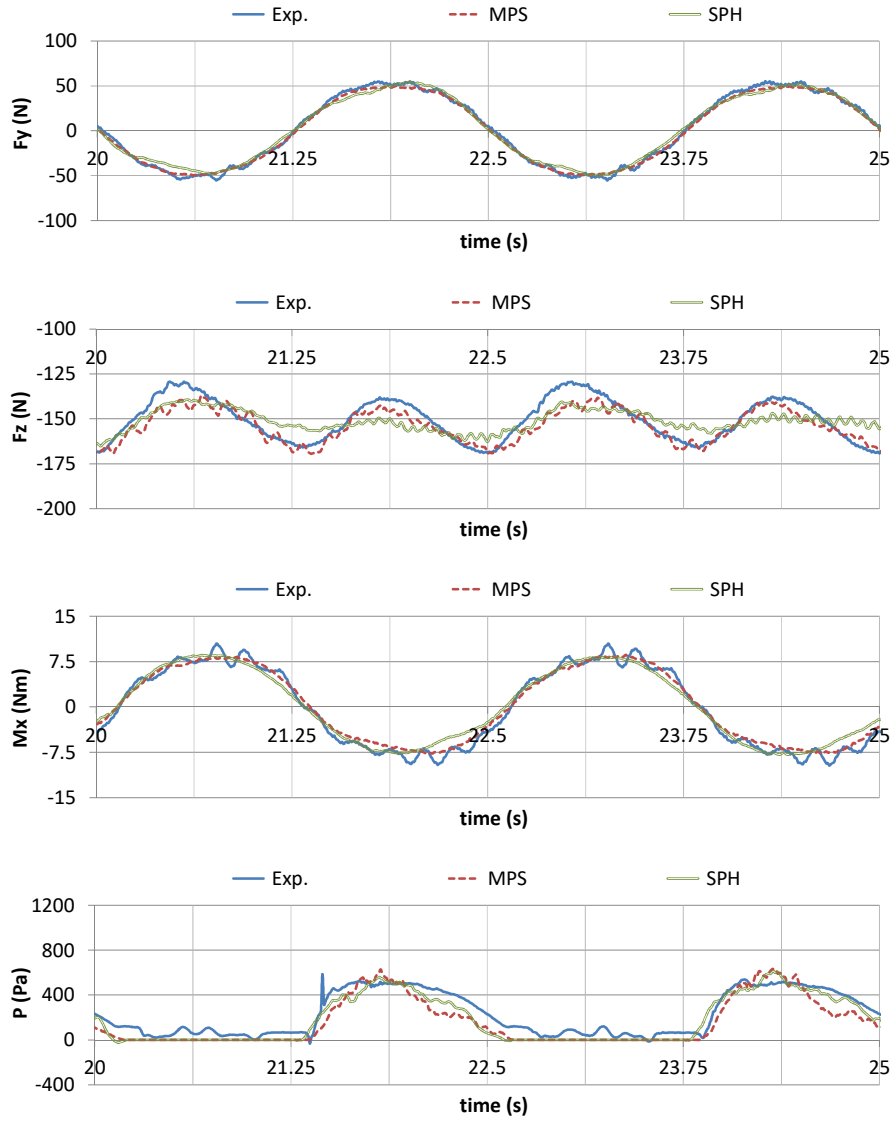 Exp. MPS SPH
100
50
0
-50
-100
Fy (N)
20 21.25 22.5 23.75 25
time (s)
Exp. MPS SPH
-100
-125
-150
-175
-200
Fz (N)
20 21.25 22.5 23.75 25
time (s)
Exp. MPS SPH
15
7.5
0
-7.5
-15
Mx (Nm)
20 21.25 22.5 23.75 25
time (s)
Exp. MPS SPH
1200
800
400
0
-400
P (Pa)
20 21.25 22.5 23.75 25
time (s)